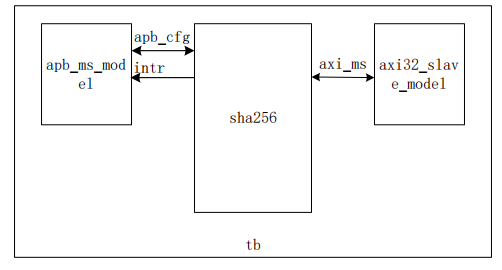 apb_cfg
apb_ms_mod
el
intr
sha256
axi_ms
axi32_slav
e_model
tb